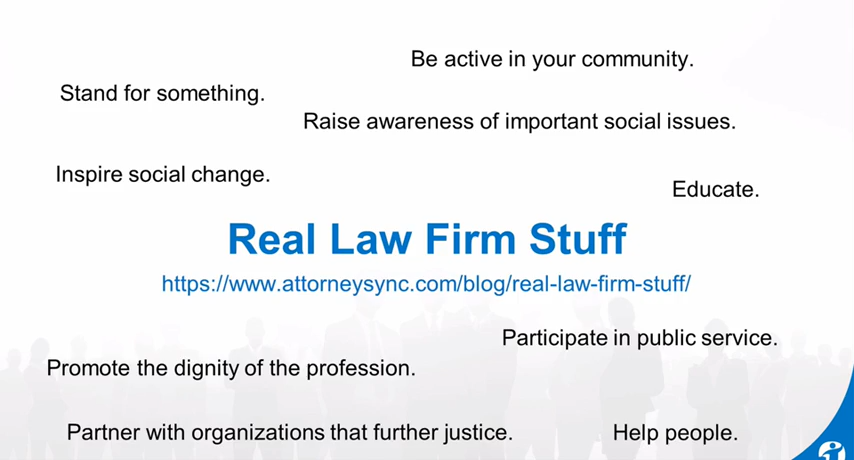 Be active in your community.
Stand for something.
Raise awareness of important social issues.
Inspire social change.
Educate.
Real Law Firm Stuff
https://www.attorneysync.com/blog/real-law-firm-stuff/
Participate in public service.
Promote the dignity of the profession.
Partner with organizations that further justice.
Help people.